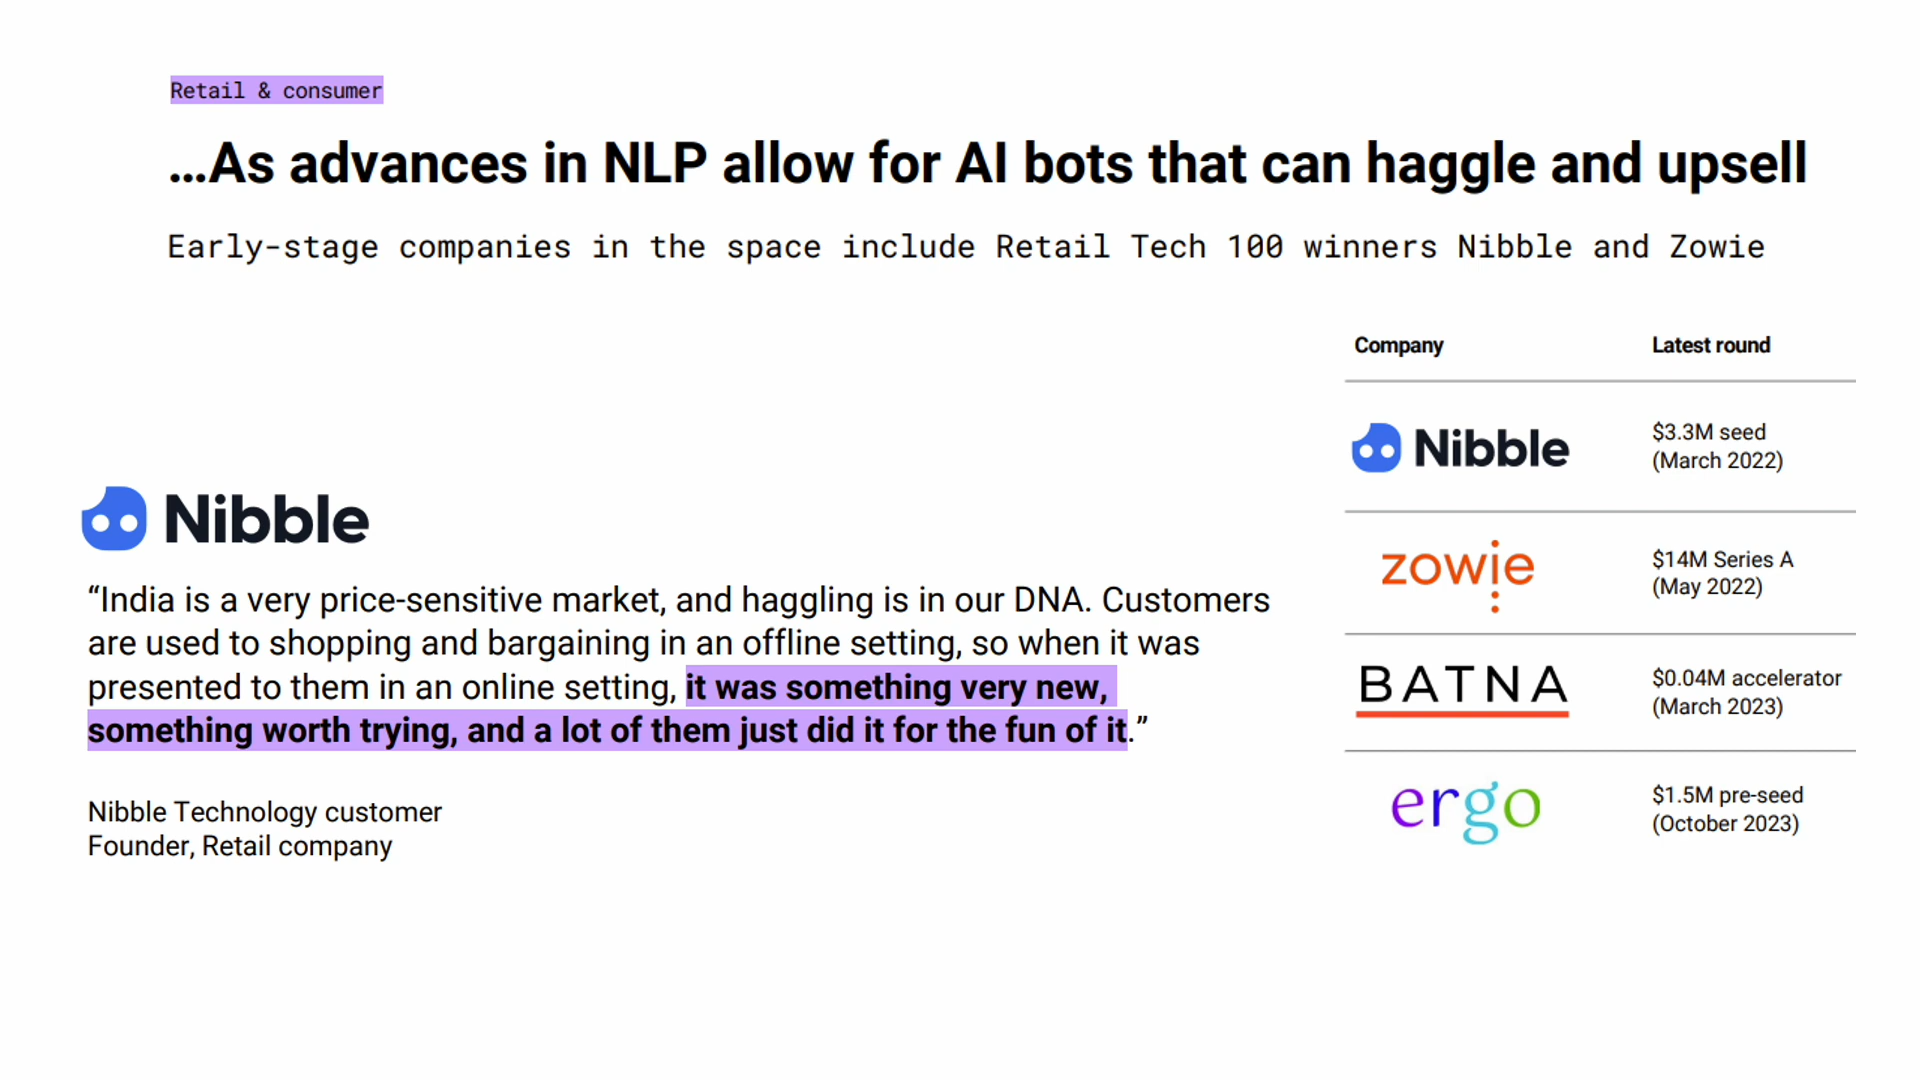 Retail & consumer
…As advances in NLP allow for AI bots that can haggle and upsell
Early-stage companies in the space include Retail Tech 100 winners Nibble and Zowie
Nibble
“India is a very price-sensitive market, and haggling is in our DNA. Customers
are used to shopping and bargaining in an offline setting, so when it was
presented to them in an online setting, it was something very new,
something worth trying, and a lot of them just did it for the fun of it.”
Nibble Technology customer
Founder, Retail company
Company Latest round
Nibble $3.3M seed
(March 2022)
zowie $14M Series A
(May 2022)
BATNA $0.04M accelerator
(March 2023)
ergo $1.5M pre-seed
(October 2023)